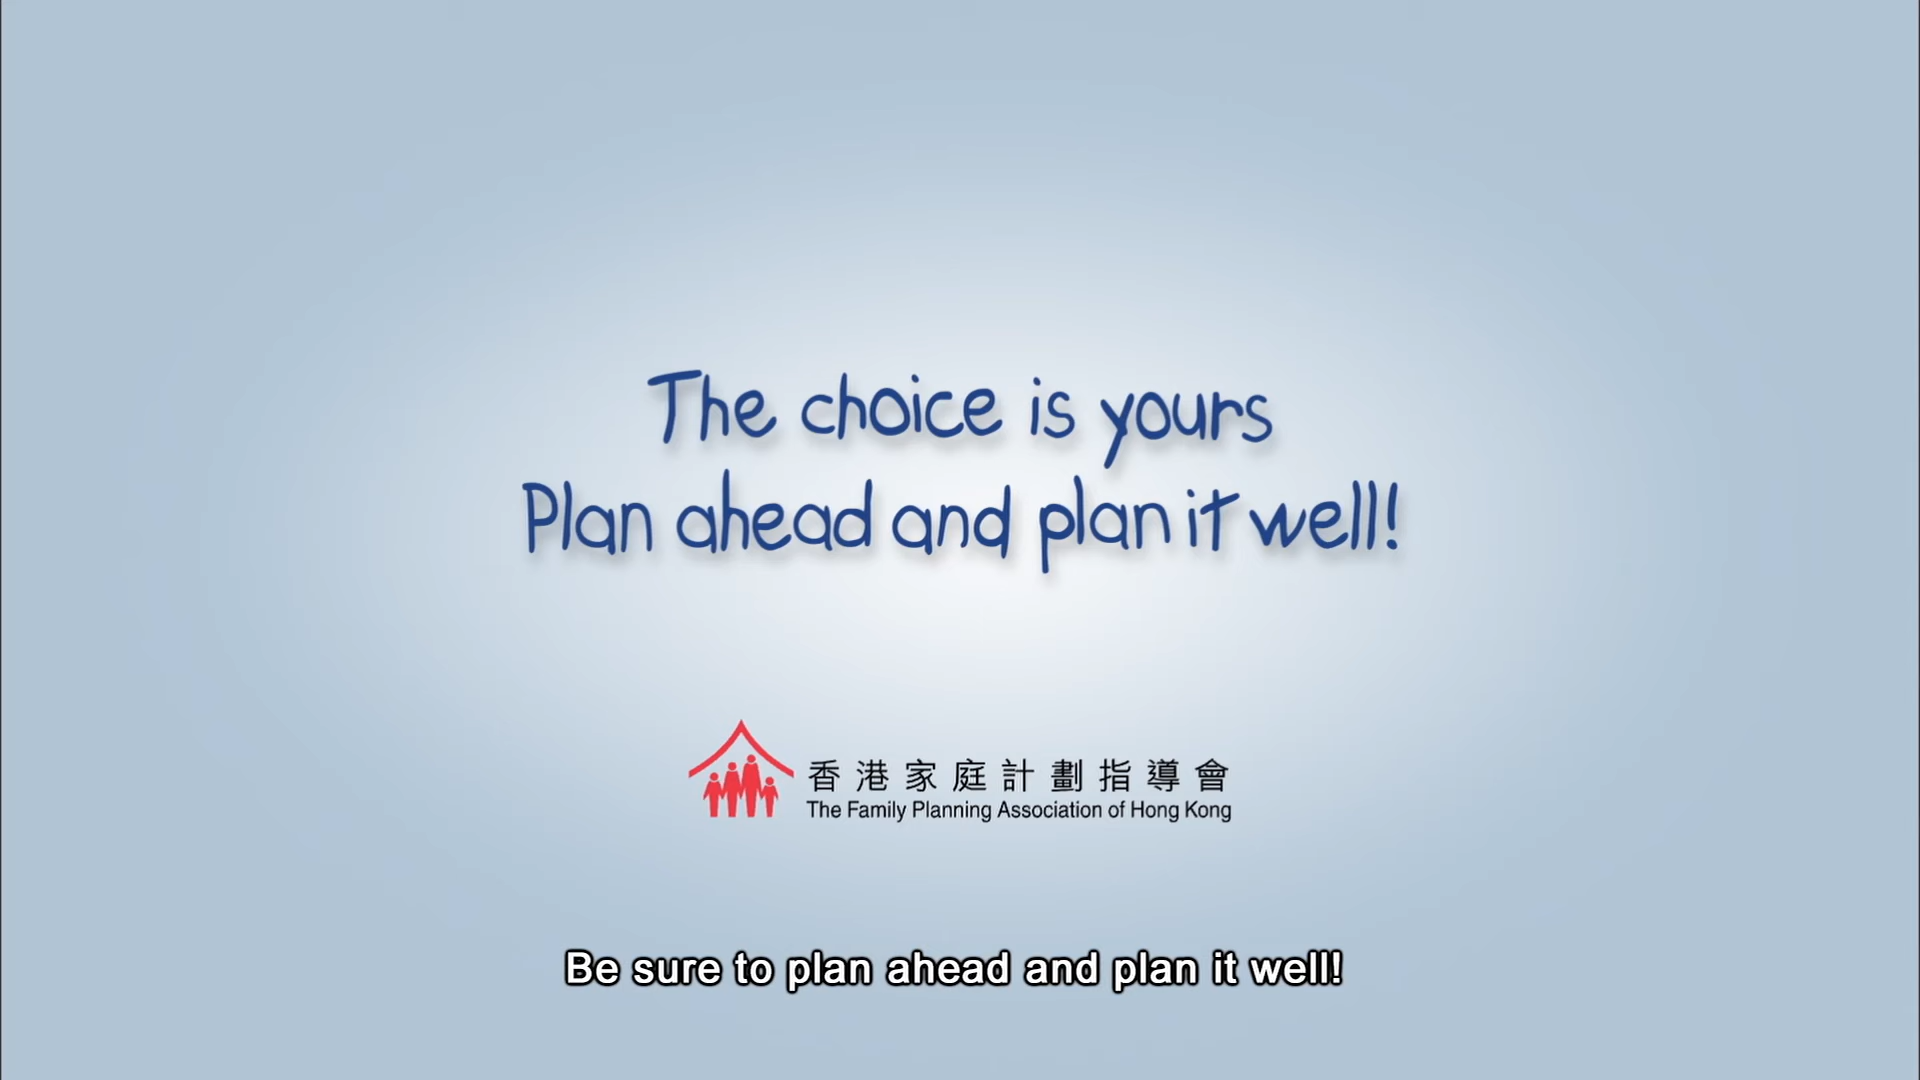 The choice is yours
Plan ahead and plan it well!
香港家庭計劃指導會
The Family Planning Association of Hong Kong
Be sure to plan ahead and plan it well!